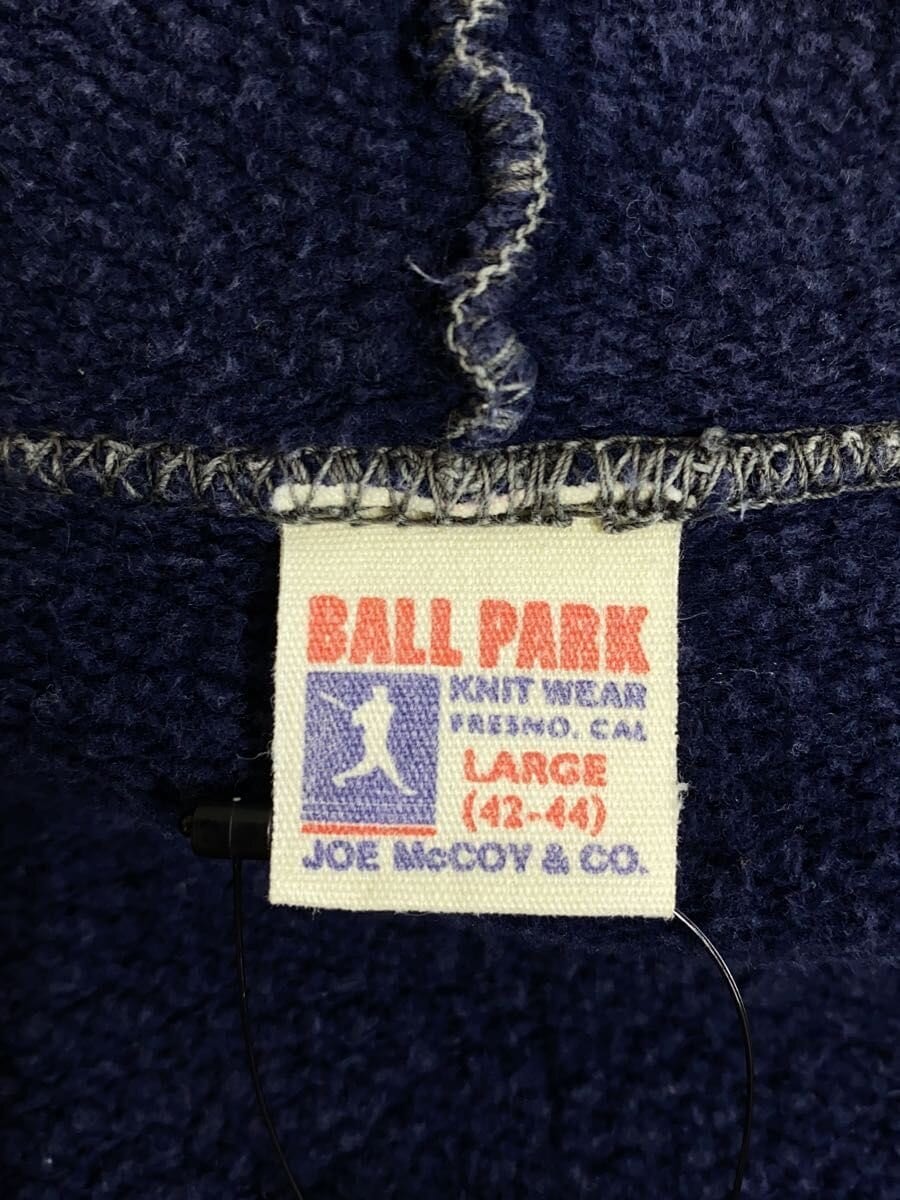 BALL PARK
KNIT WEAR
FRESNO, CAL
LARGE
(42-44)
JOE McCOY & CO.